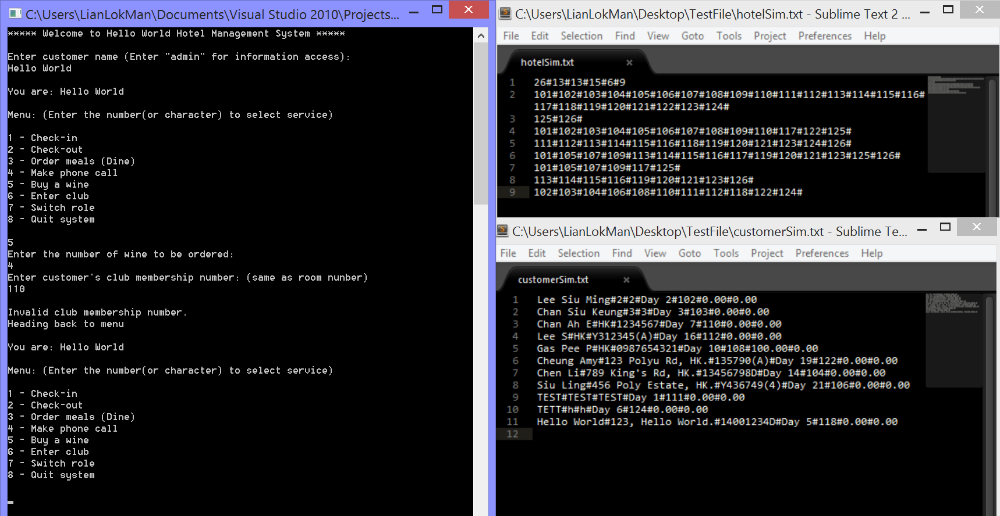 C:\Users\LianLokMan\Documents\Visual Studio 2010\Projects...
***** Welcome to Hello World Hotel Management System *****
Enter customer name (Enter "admin" for information access):
Hello World
You are: Hello World
Menu: (Enter the number(or character) to select service)
1 - Check-in
2 - Check-out
3 - Order meals (Dine)
4 - Make phone call
5 - Buy a wine
6 - Enter club
7 - Switch role
8 - Quit system
5
Enter the number of wine to be ordered:
4
Enter customer's club membership number: (same as room nunber)
110
Invalid club membership number.
Heading back to menu
You are: Hello World
Menu: (Enter the number(or character) to select service)
1 - Check-in
2 - Check-out
3 - Order meals (Dine)
4 - Make phone call
5 - Buy a wine
6 - Enter club
7 - Switch role
8 - Quit system
C:\Users\LianLokMan\Desktop\TestFile\hotelSim.txt - Sublime Text 2 ...
File Edit Selection Find View Goto Tools Project Preferences Help
hotelSim.txt
1 26#13#13#15#6#9
2 101#102#103#104#105#106#107#108#109#110#111#112#113#114#115#116#
117#118#119#120#121#122#123#124#
3 125#126#
4 101#102#103#104#105#106#107#108#109#110#117#122#125#
5 111#112#113#114#115#116#118#119#120#121#123#124#126#
6 101#105#107#109#113#114#115#116#117#119#120#121#123#125#126#
7 101#105#107#109#117#125#
8 113#114#115#116#119#120#121#123#126#
9 102#103#104#106#108#110#111#112#118#122#124#
C:\Users\LianLokMan\Desktop\TestFile\customerSim.txt - Sublime Te...
File Edit Selection Find View Goto Tools Project Preferences Help
customerSim.txt
1 Lee Siu Ming#2#2#Day 2#102#0.00#0.00
2 Chan Siu Keung#3#3#Day 3#103#0.00#0.00
3 Chan Ah E#HK#1234567#Day 7#110#0.00#0.00
4 Lee S#HK#Y312345(A)#Day 16#112#0.00#0.00
5 Gas Pee P#HK#0987654321#Day 10#108#100.00#0.00
6 Cheung Amy#123 Polyu Rd, HK.#135790(A)#Day 19#122#0.00#0.00
7 Chen Li#789 King's Rd, HK.#13456798D#Day 14#104#0.00#0.00
8 Siu Ling#456 Poly Estate, HK.#Y436749(4)#Day 21#106#0.00#0.00
9 TEST#TEST#TEST#Day 1#111#0.00#0.00
10 TETT#h#h#Day 6#124#0.00#0.00
11 Hello World#123, Hello World.#14001234D#Day 5#118#0.00#0.00
12